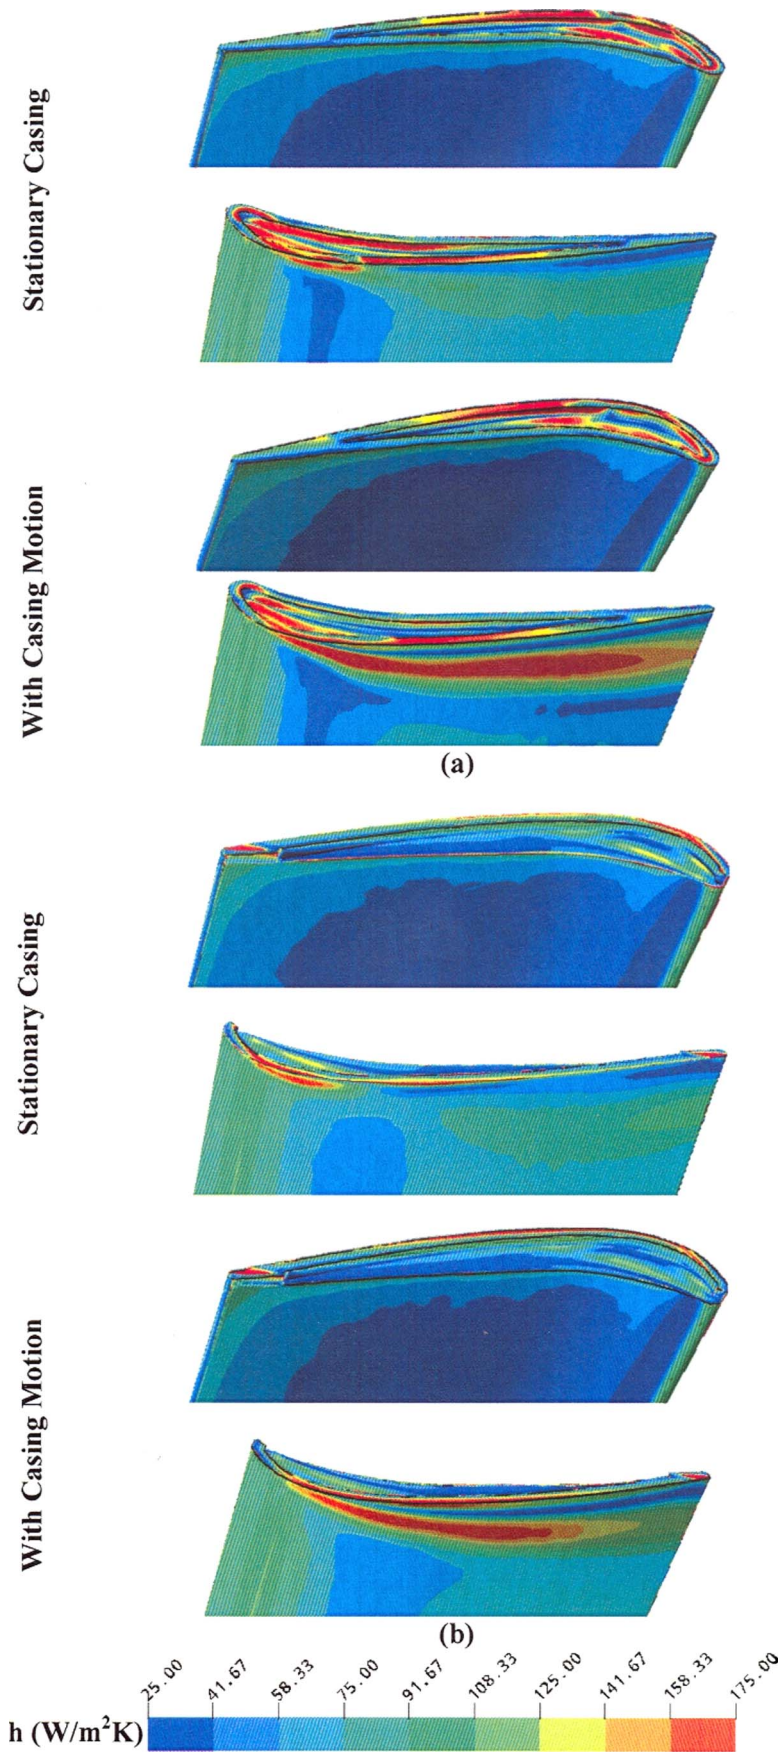 Stationary Casing
With Casing Motion
(a)
Stationary Casing
With Casing Motion
(b)
25.00 41.67 58.33 75.00 91.67 108.33 125.00 141.67 158.33 175.00
h (W/m²K)